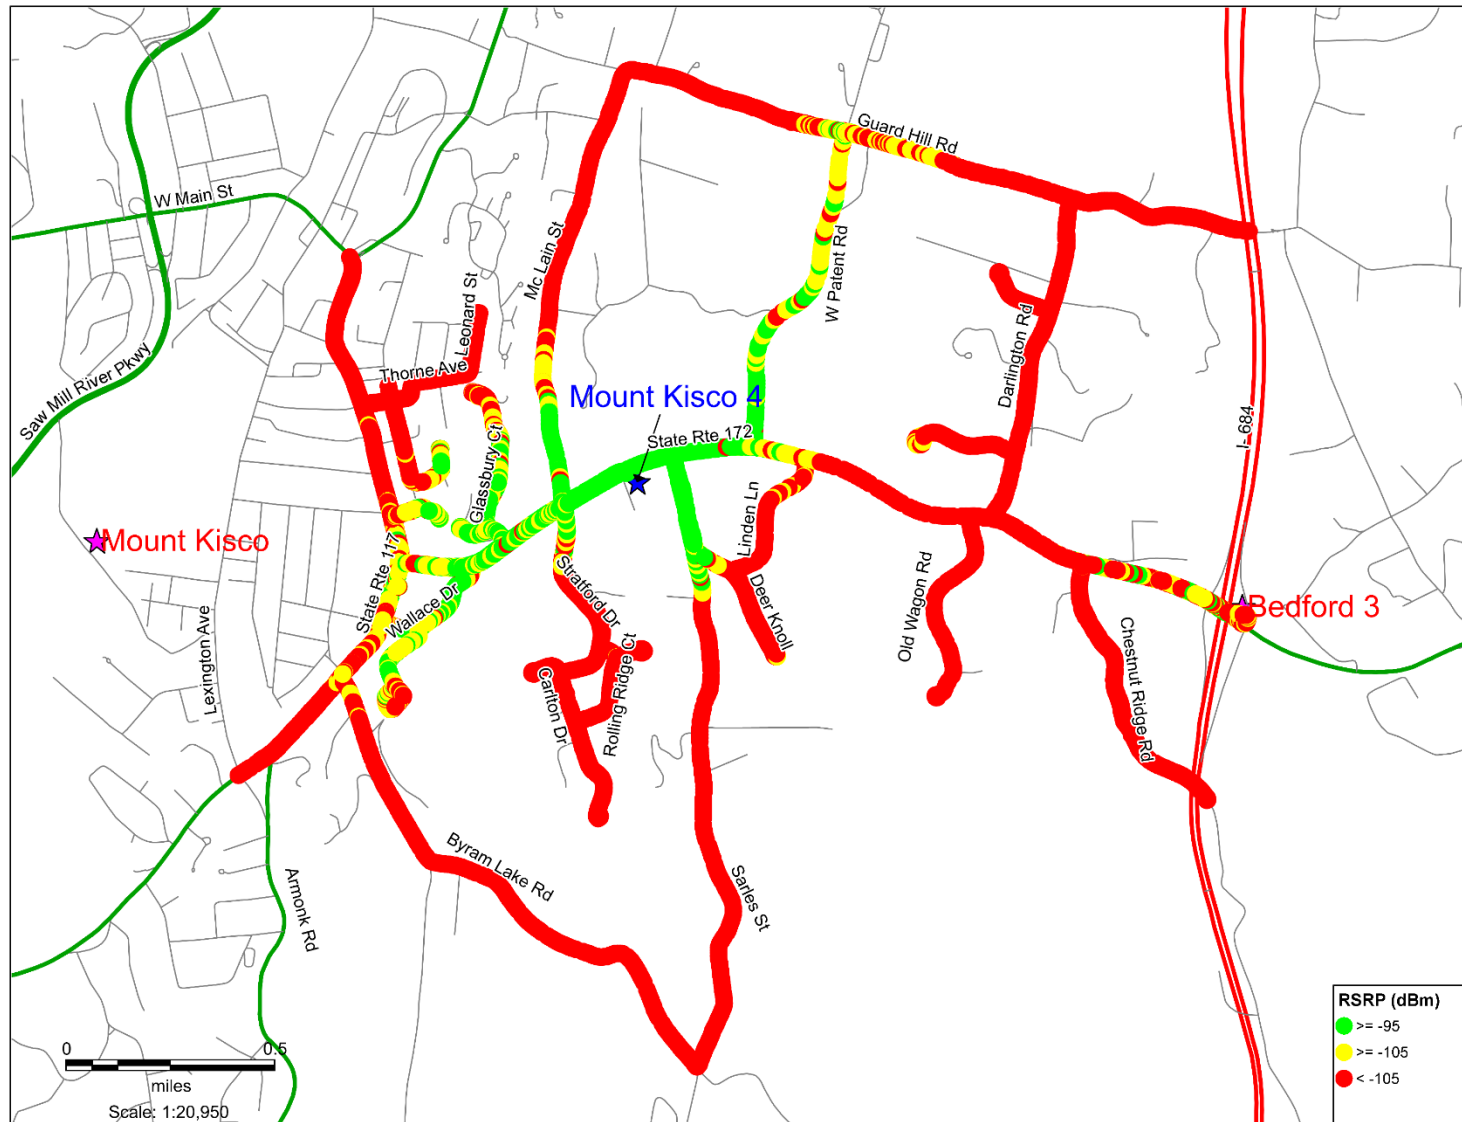 Guard Hill Rd
W Main St
Mc Lain St
W Patent Rd
Leonard St
Thorne Ave
Darlington Rd
Saw Mill River Pkwy
Mount Kisco 4
State Rte 172
I- 684
Glassbury Ct
Linden Ln
Mount Kisco
State Rte 117
Wallace Dr
Stratford Dr
Deer Knoll
Old Wagon Rd
Bedford 3
Lexington Ave
Carlton Dr
Rolling Ridge Ct
Chestnut Ridge Rd
Byram Lake Rd
Sarles St
Armonk Rd
RSRP (dBm)
>= -95
>= -105
< -105
0 0.5
miles
Scale: 1:20,950